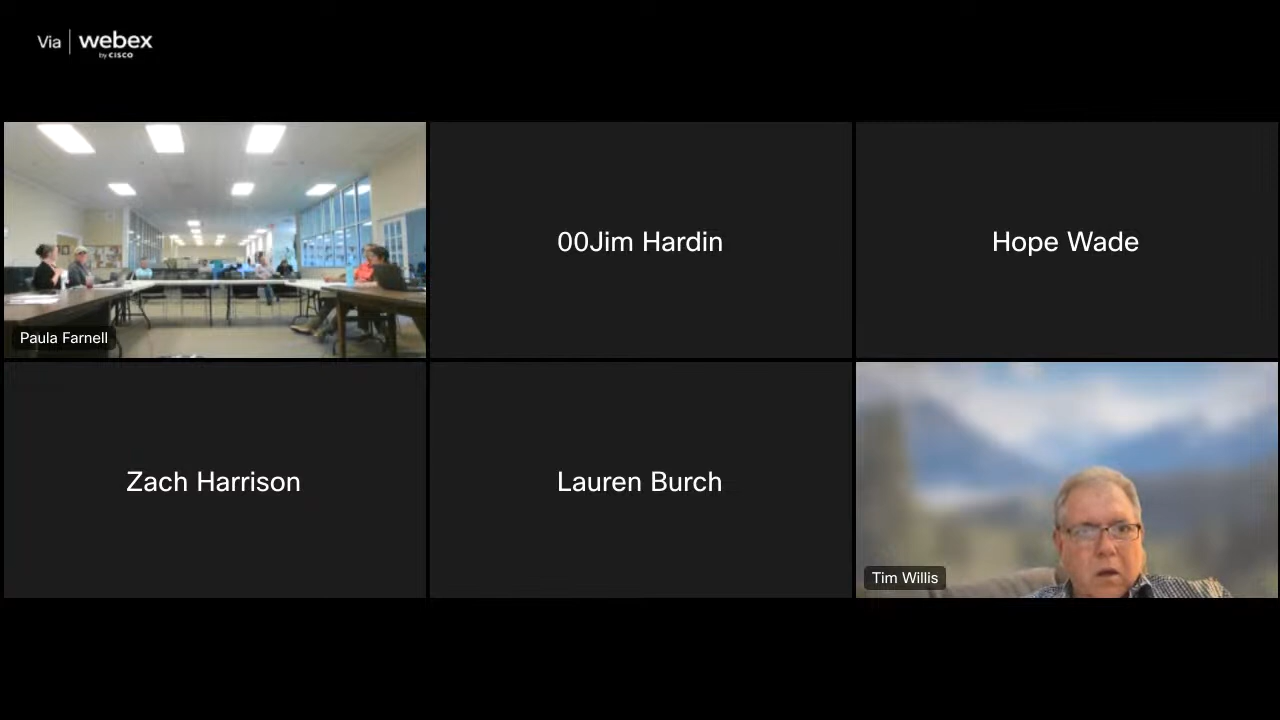 Via | webex
by CISCO
00Jim Hardin
Hope Wade
Paula Farnell
Zach Harrison
Lauren Burch
Tim Willis